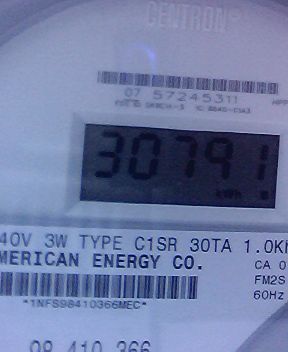 CENTRON®
07 57245311
30791
kWh
40V 3W TYPE C1SR 30TA 1.0Kh
MERICAN ENERGY CO.
CA 0
FM2S
60Hz
*1NFS98410366MEC*
98 410 366